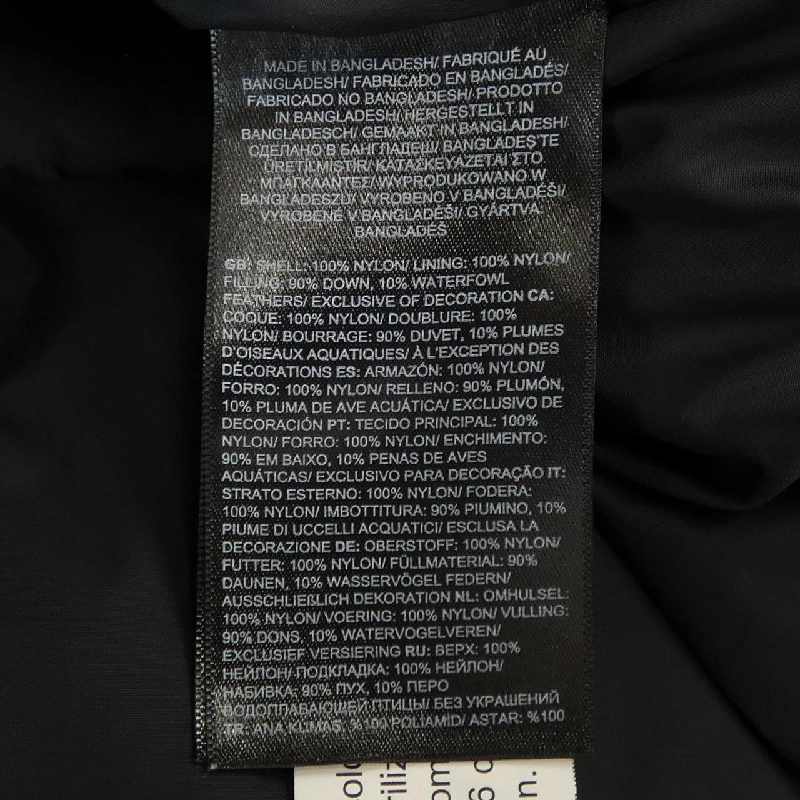 MADE IN BANGLADESH/ FABRIQUÉ AU
BANGLADESH/ FABRICADO EN BANGLADÉS/
FABRICADO NO BANGLADESH/ PRODOTTO
IN BANGLADESH/ HERGESTELLT IN
BANGLADESCH/ GEMAAKT IN BANGLADESH/
СДЕЛАНО В БАНГЛАДЕШ/ BANGLADEŞ'TE
ÜRETİLMİŞTİR/ ΚΑΤΑΣΚΕΥΑΖΕΤΑΙ ΣΤΟ
ΜΠΑΓΚΛΑΝΤΕΣ/ WYPRODUKOWANO W
BANGLADESZU/ VYROBENO V BANGLADÉŠI/
VYROBENÉ V BANGLADÉŠI/ GYÁRTVA:
BANGLADÉS
GB: SHELL: 100% NYLON/ LINING: 100% NYLON/
FILLING: 90% DOWN, 10% WATERFOWL
FEATHERS/ EXCLUSIVE OF DECORATION CA:
COQUE: 100% NYLON/ DOUBLURE: 100%
NYLON/ BOURRAGE: 90% DUVET, 10% PLUMES
D'OISEAUX AQUATIQUES/ À L'EXCEPTION DES
DÉCORATIONS ES: ARMAZÓN: 100% NYLON/
FORRO: 100% NYLON/ RELLENO: 90% PLUMÓN,
10% PLUMA DE AVE ACUÁTICA/ EXCLUSIVO DE
DECORACIÓN PT: TECIDO PRINCIPAL: 100%
NYLON/ FORRO: 100% NYLON/ ENCHIMENTO:
90% EM BAIXO, 10% PENAS DE AVES
AQUÁTICAS/ EXCLUSIVO PARA DECORAÇÃO IT:
STRATO ESTERNO: 100% NYLON/ FODERA:
100% NYLON/ IMBOTTITURA: 90% PIUMINO, 10%
PIUME DI UCCELLI ACQUATICI/ ESCLUSA LA
DECORAZIONE DE: OBERSTOFF: 100% NYLON/
FUTTER: 100% NYLON/ FÜLLMATERIAL: 90%
DAUNEN, 10% WASSERVÖGEL FEDERN/
AUSSCHLIEßLICH DEKORATION NL: OMHULSEL:
100% NYLON/ VOERING: 100% NYLON/ VULLING:
90% DONS, 10% WATERVOGELVEREN/
EXCLUSIEF VERSIERING RU: ВЕРХ: 100%
НЕЙЛОН/ ПОДКЛАДКА: 100% НЕЙЛОН/
НАБИВКА: 90% ПУХ, 10% ПЕРО
ВОДОПЛАВАЮЩЕЙ ПТИЦЫ/ БЕЗ УКРАШЕНИЙ
TR: ANA KUMAŞ: %100 POLİAMİD/ ASTAR: %100